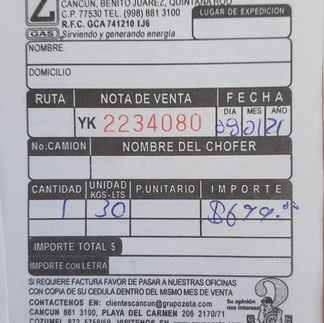 Z
CANCUN, BENITO JUAREZ, QUINTANA ROO
C.P. 77530 TEL. (998) 881 3100
R.F.C. GCA 741210 1J6
GAS Sirviendo y generando energía
LUGAR DE EXPEDICION
NOMBRE
DOMICILIO
RUTA NOTA DE VENTA FECHA
YK 2234080
DIA MES AÑO
No.CAMION NOMBRE DEL CHOFER
CANTIDAD UNIDAD KGS - LTS P.UNITARIO IMPORTE
1 30
IMPORTE TOTAL $
IMPORTE CON LETRA
SI REQUIERE FACTURA FAVOR DE PASAR A NUESTRAS OFICINAS
CON COPIA DE SU CEDULA DENTRO DEL MISMO MES DE VENTA
CONTACTENOS EN: clientescancun@grupozeta.com
CANCUN 881 3100, PLAYA DEL CARMEN 206 2170/71
Su opinión
nos interesa